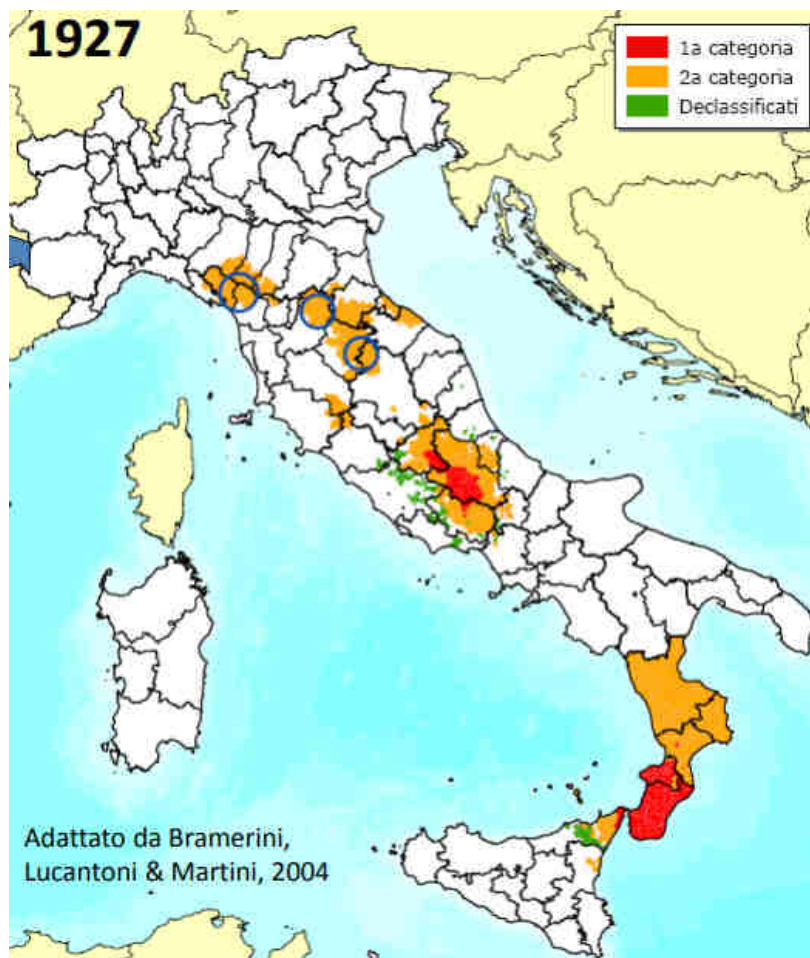 1927
1a categoria
2a categoria
Declassificati
Adattato da Bramerini,
Lucantoni & Martini, 2004